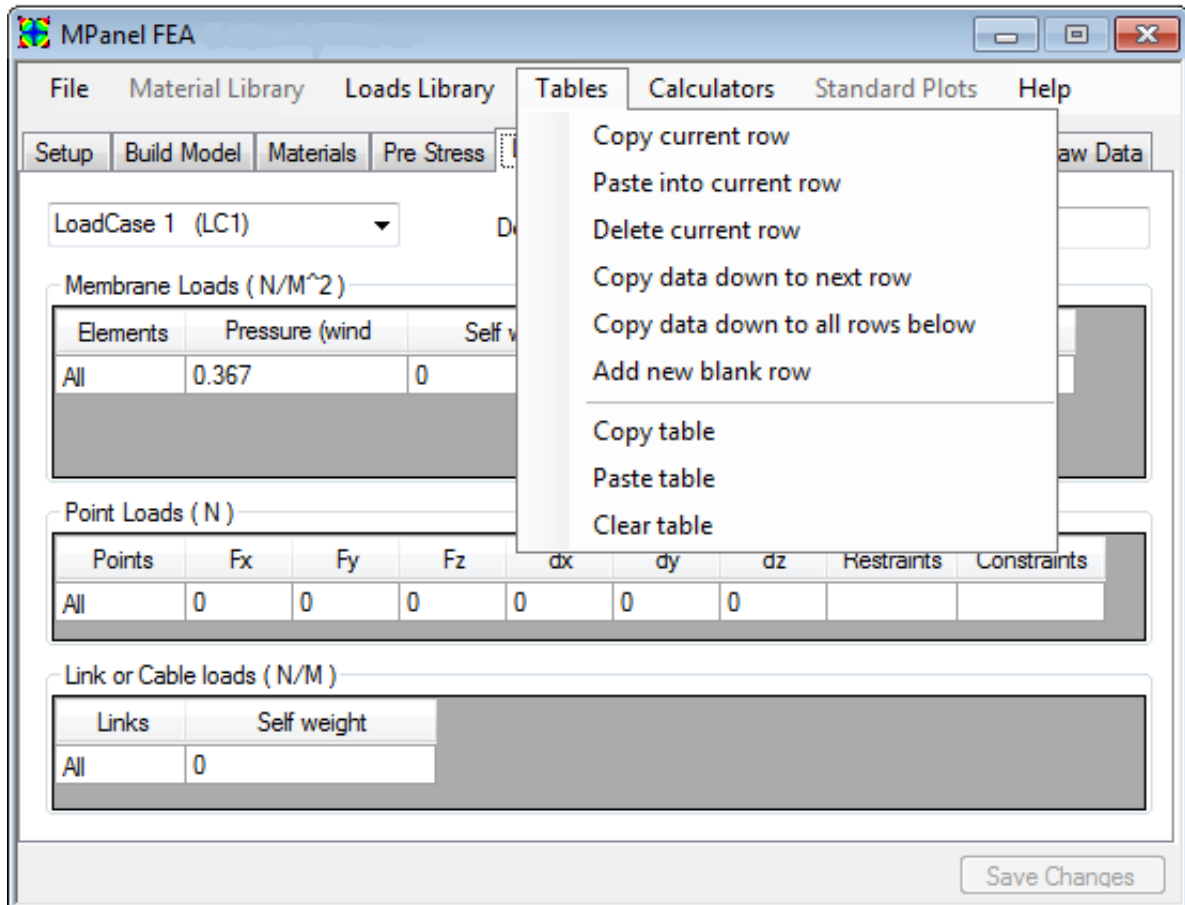 MPanel FEA
File Material Library Loads Library Tables Calculators Standard Plots Help
Setup Build Model Materials Pre Stress Data
Copy current row
Paste into current row
Delete current row
Copy data down to next row
Copy data down to all rows below
Add new blank row
Copy table
Paste table
Clear table
LoadCase 1 (LC1)
Membrane Loads ( N/M^2 )
Elements Pressure (wind Self
All 0.367 0
Point Loads ( N )
Points Fx Fy Fz dx dy dz Restraints Constraints
All 0 0 0 0 0 0
Link or Cable loads ( N/M )
Links Self weight
All 0
Save Changes